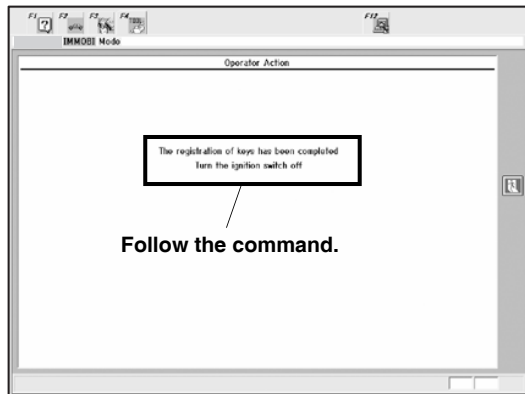 F1 F2 F3 F4 F12
IMMOBI Mode
Operator Action
The registration of keys has been completed
Turn the ignition switch off
Follow the command.